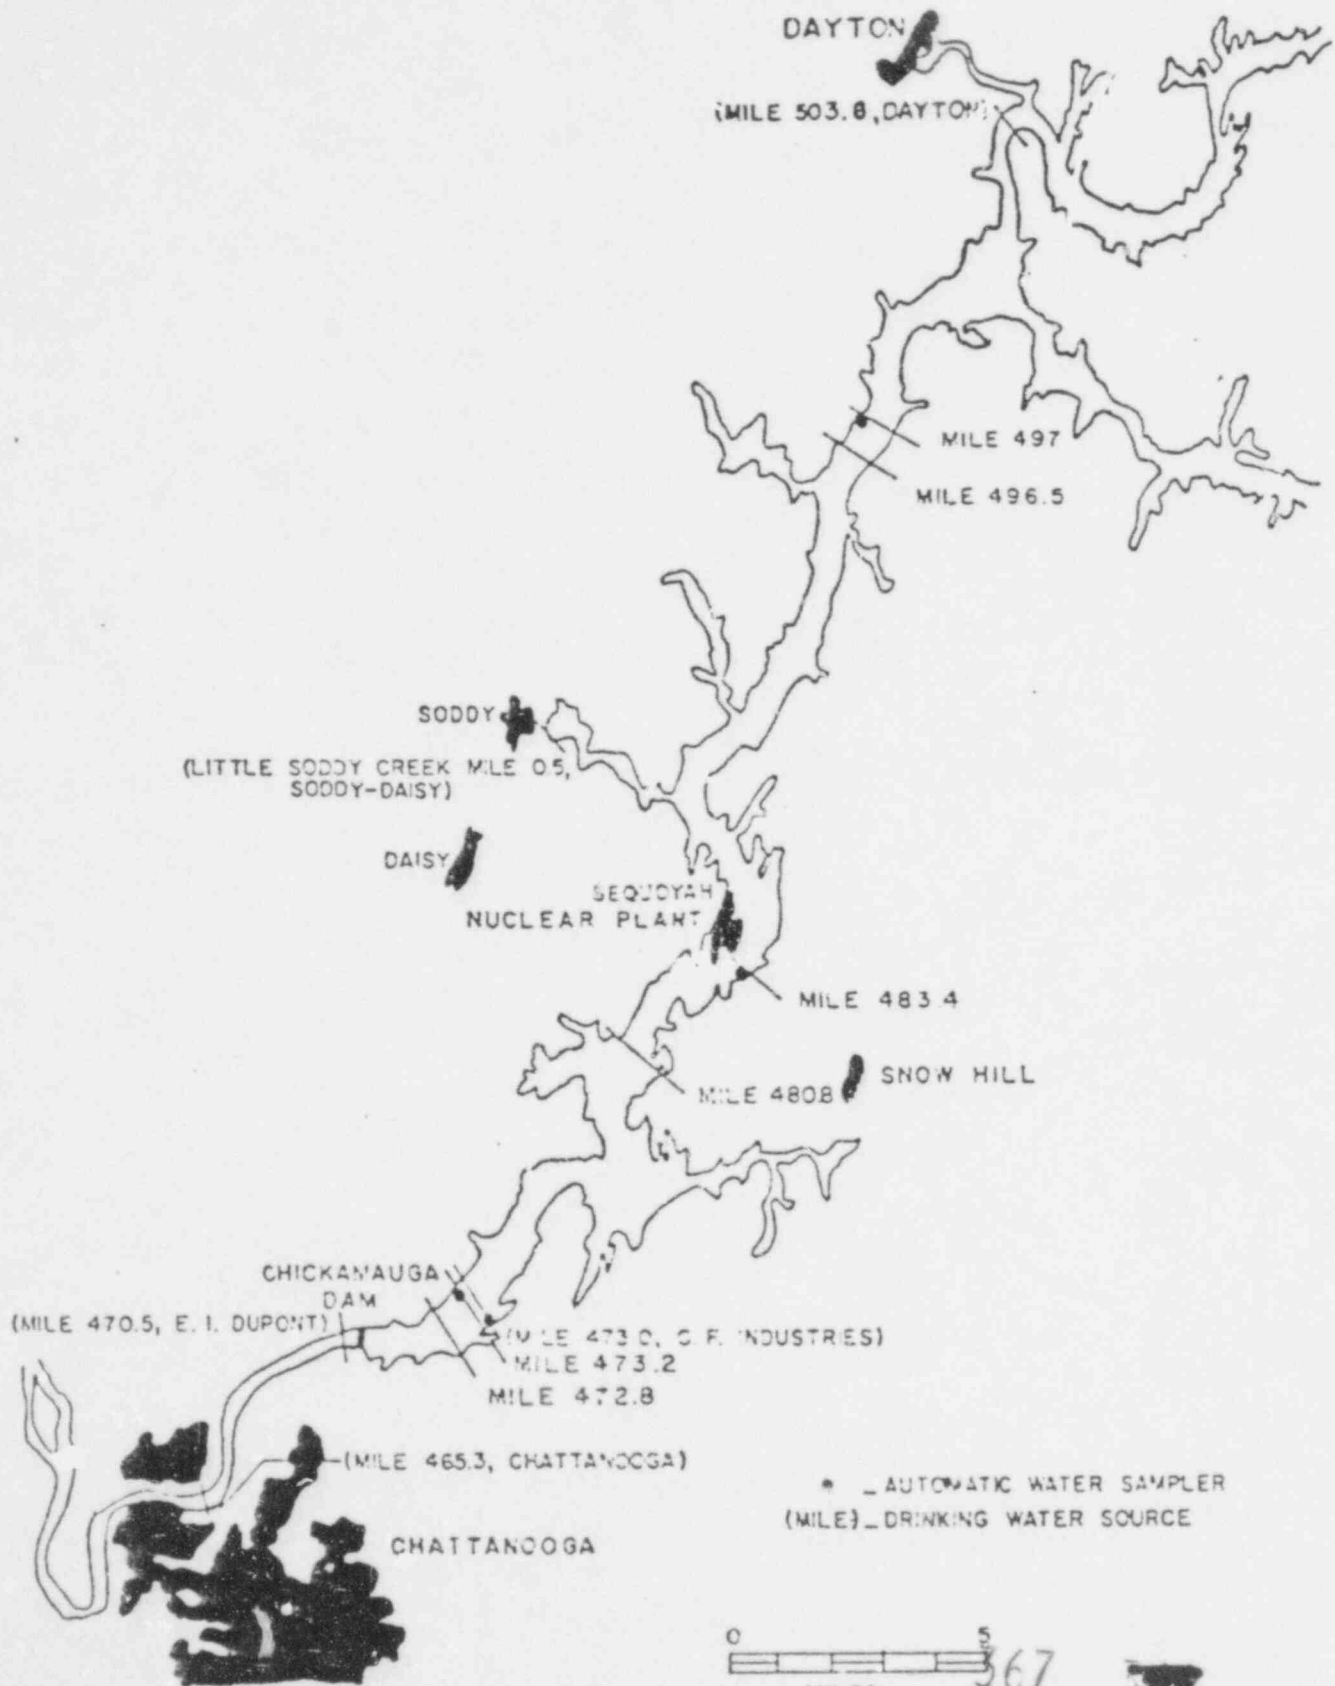 DAYTON
(MILE 503.8, DAYTON)
MILE 497
MILE 496.5
SODDY
(LITTLE SODDY CREEK MILE 0.5,
SODDY-DAISY)
DAISY
SEQUOYAH
NUCLEAR PLANT
MILE 483.4
SNOW HILL
MILE 480.8
CHICKAMAUGA
DAM
(MILE 470.5, E. I. DUPONT)
(MILE 473.0, C. F. INDUSTRIES)
MILE 473.2
MILE 472.8
(MILE 465.3, CHATTANOOGA)
• _ AUTOMATIC WATER SAMPLER
(MILE) _ DRINKING WATER SOURCE
CHATTANOOGA
0 5
367